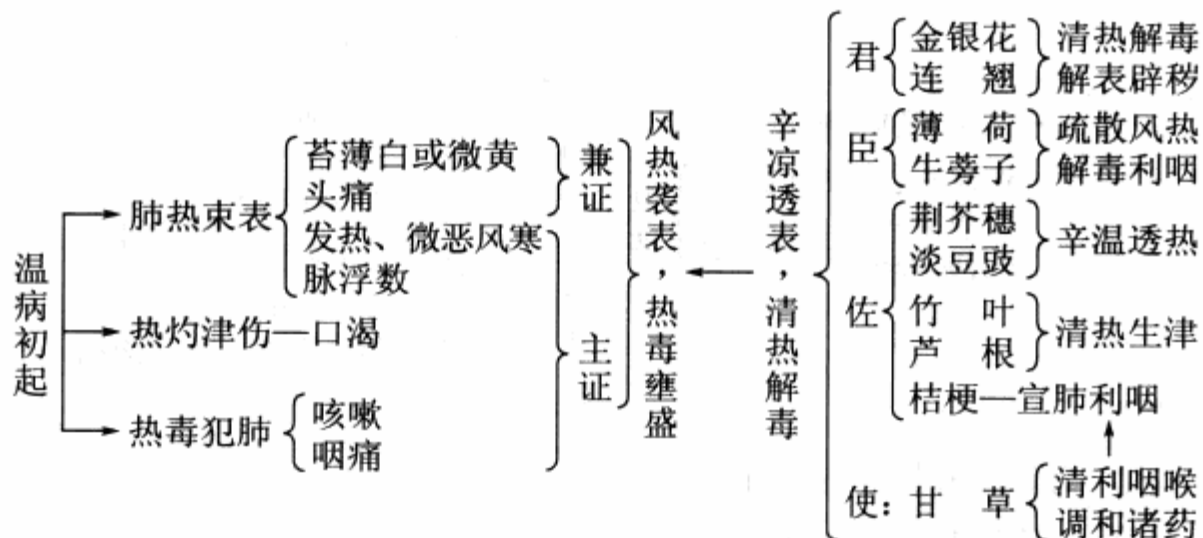 温病初起
肺热束表
苔薄白或微黄
头痛
发热、微恶风寒
脉浮数
热灼津伤—口渴
热毒犯肺
咳嗽
咽痛
兼证
主证
风热袭表，热毒壅盛
辛凉透表，清热解毒
君
金银花
连翘
清热解毒
解表辟秽
臣
薄荷
牛蒡子
疏散风热
解毒利咽
佐
荆芥穗
淡豆豉
辛温透热
竹叶
芦根
清热生津
桔梗—宣肺利咽
使：甘草
清利咽喉
调和诸药